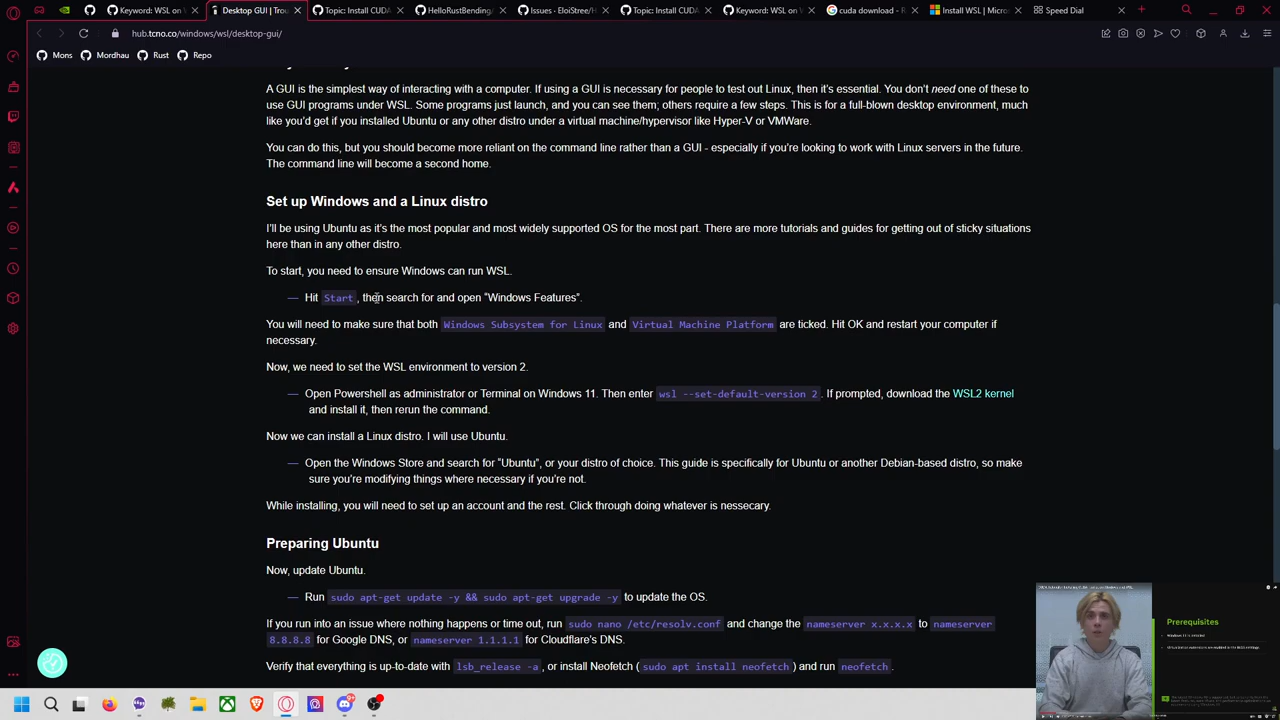 Keyword: WSL on
Desktop GUI | Trou
Topic: Install CUDA
HelloRustBending/
Issues · EloiStree/H
Topic: Install CUDA
Keyword: WSL on
cuda download - R
Install WSL | Micros
Speed Dial
hub.tcno.co/windows/wsl/desktop-gui/
Mons
Mordhau
Rust
Repo
A GUI is the simplest way of interacting with a computer. If using a GUI is necessary for people to test out Linux, then it's essential. You don't need one of these to
use GUI programs under WSL. Some programs just launch, and you can see them; others require a few steps. This is for a full-blown desktop environment, much
like you'd get if you installed Ubuntu or any other distro under a virtual machine/hypervisor like Hyper-V or VMWare.
You can do this, but you should become more reliant on the command line rather than a GUI - especially if you're looking to work with Linux servers in the future.
The command line will become a second home.
Set up Windows and a Linux distro
I'll be using Ubuntu as it's the most popular and most widely supported OS for the most part. There are more tutorials and guides for getting out of sticky situations
here than in any other distro.
To start, you need to ensure Windows can run WSL.
— Hit Start, then search for and open "Windows Features".
You will need to make sure that both Windows Subsystem for Linux and Virtual Machine Platform are ticked. Hit OK and restart your computer if
necessary.
Now, we need to set the WSL environment to version 2.
— Open Powershell as administrator or Terminal on Windows 11. Then enter wsl --set-default-version 2. If prompted, download the WSL2 kernel
and install it, then rerun the command.
Now we can install a Linux distro. I will use Ubuntu.
— Open the Windows Store and search for "Ubuntu", or your distro of choice. This guide is specifically for Ubuntu or another Debian-based distro, so make
sure you're modifying things where necessary if you're not.
While installing, you will need to set up an account and the rest. Click through doing whatever is nessecary.
Preparing Ubuntu
Now, update Ubuntu.
— Run sudo apt-get update -y && sudo apt-get upgrade -y to update the OS.
If you run into an issue where is hangs and times out, run sudo nano /etc/resolv.conf and change the nameserver x.x.x.x to nameserver
8.8.8.8 for Google DNS, or nameserver 1.1.1.1 for Cloudflare's DNS.
Verify that everything is up-to-date with lsb_release -a, or install Neofetch (sudo apt install neofetch) and run neofetch.
Prerequisites